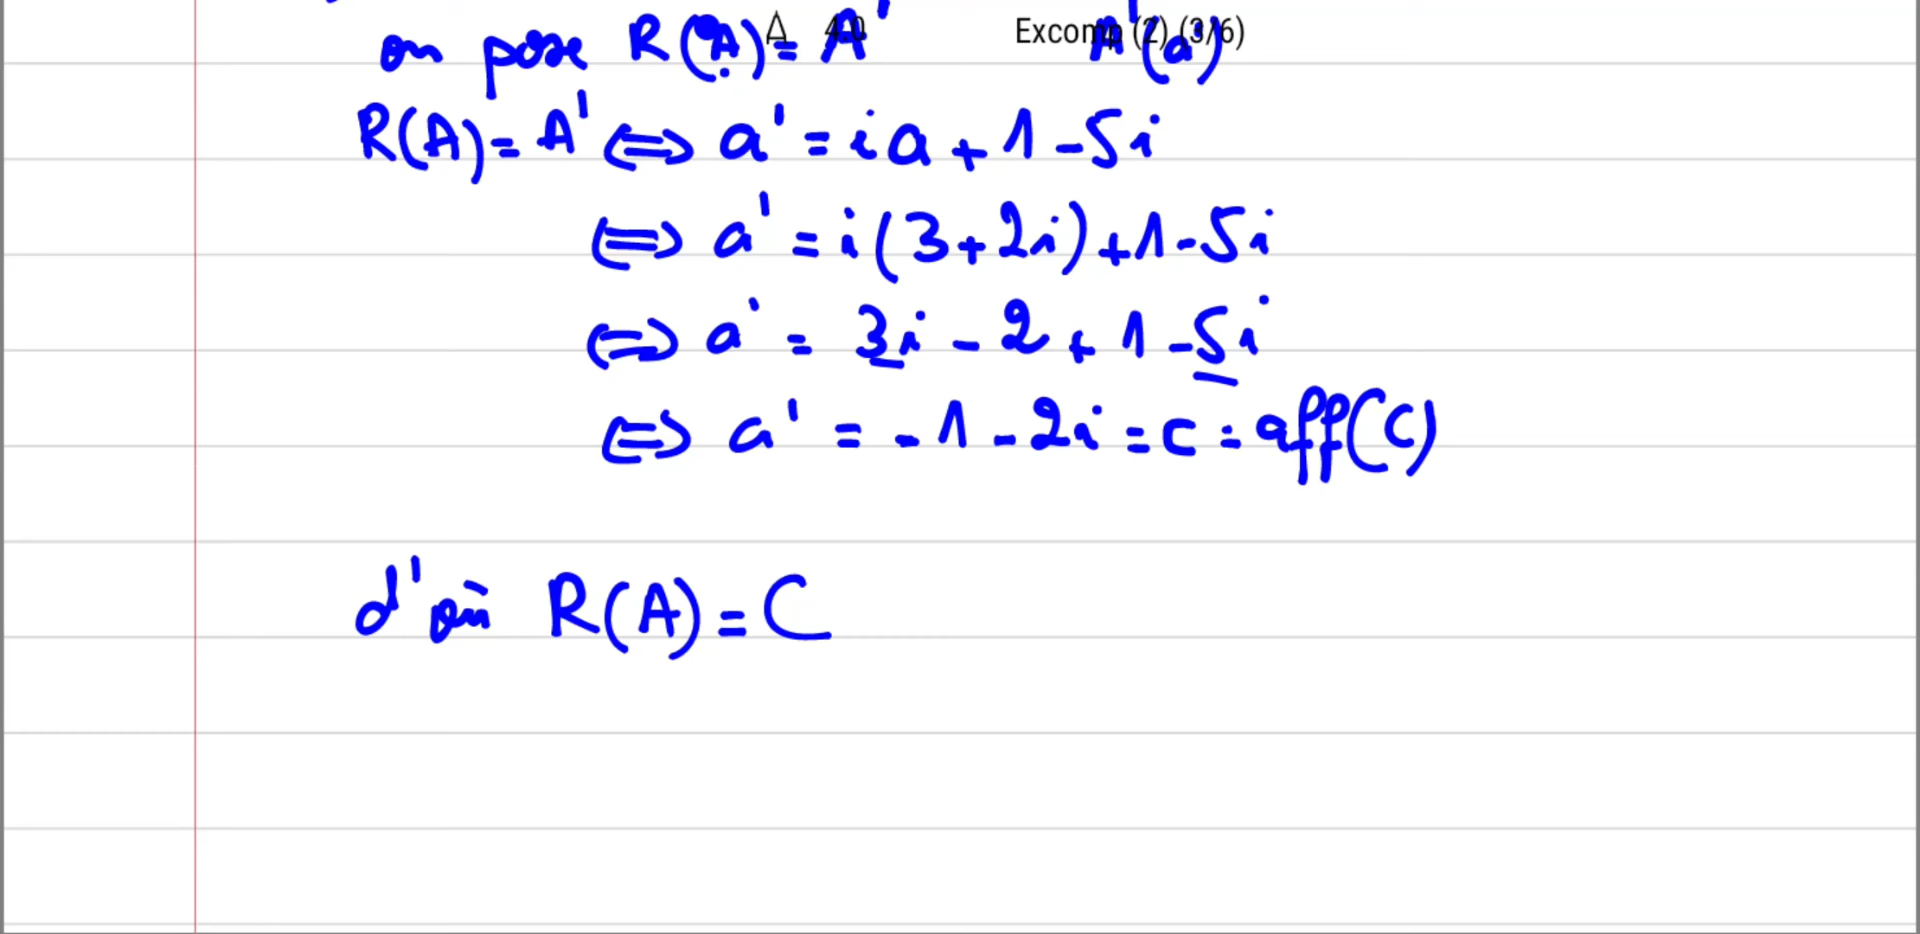 on pose R(A) = A' A'(a')
Excomp (2) (3/6)
R(A) = A' ⟺ a' = ia + 1 - 5i
⟺ a' = i(3+2i) + 1 - 5i
⟺ a' = 3i - 2 + 1 - 5i
⟺ a' = -1 - 2i = c = aff(C)
d'où R(A) = C